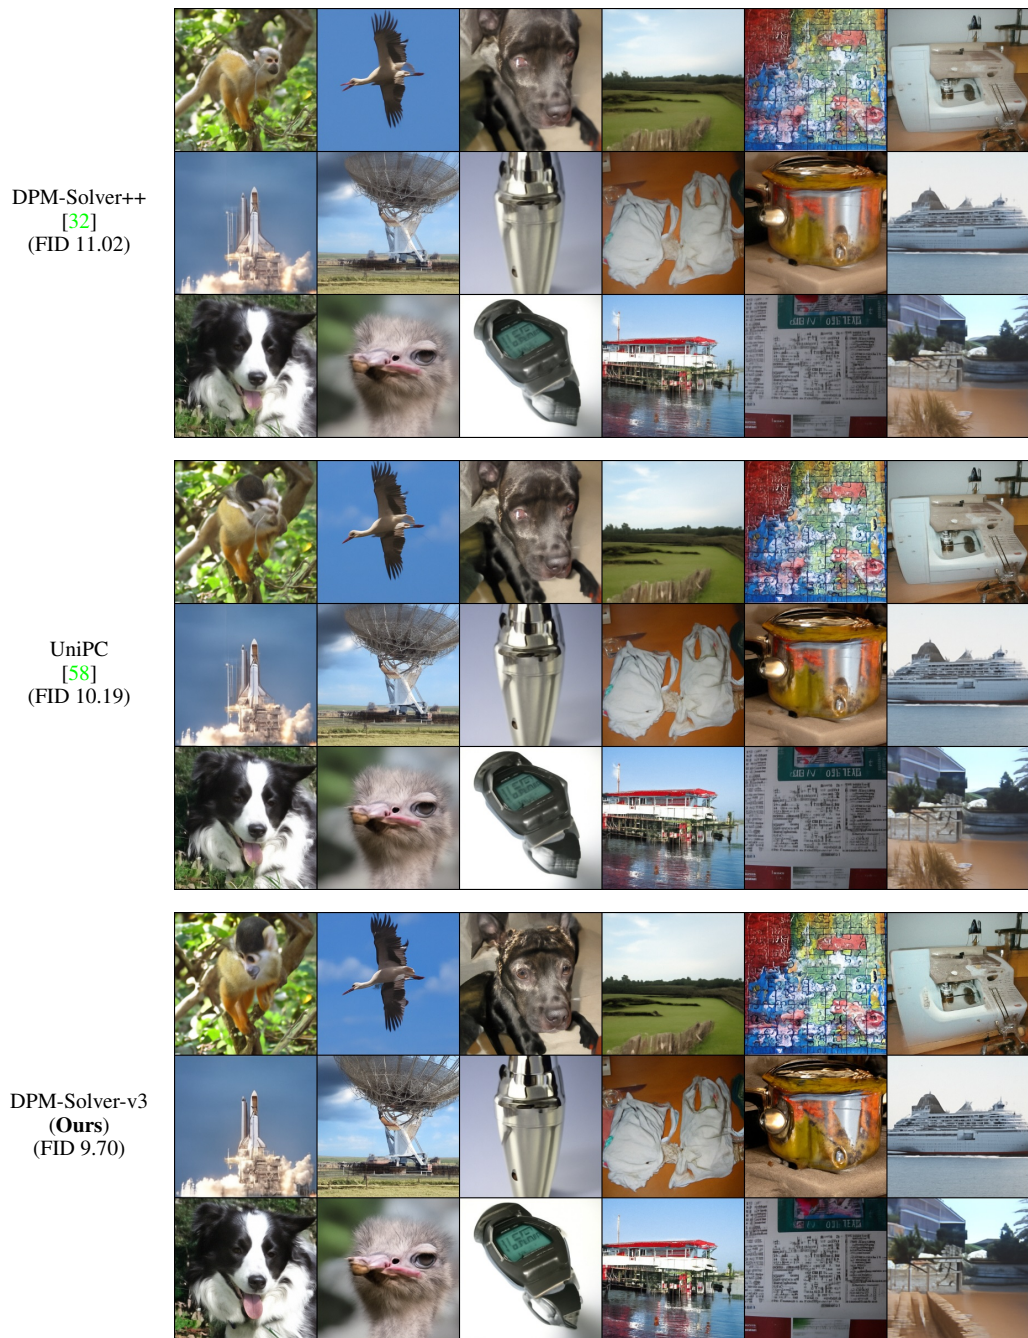 DPM-Solver++
[32]
(FID 11.02)
UniPC
[58]
(FID 10.19)
DPM-Solver-v3
(Ours)
(FID 9.70)